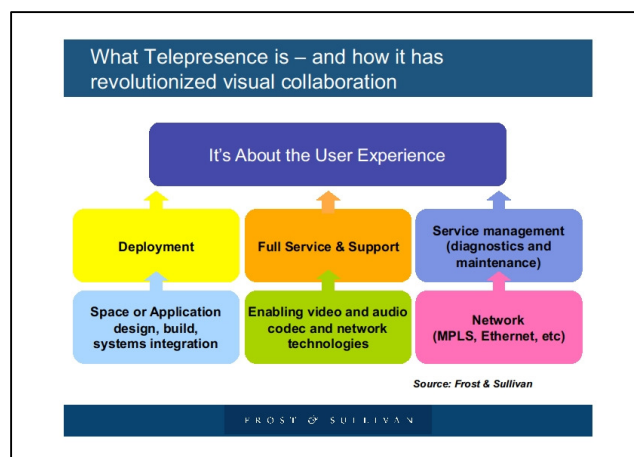 What Telepresence is – and how it has
revolutionized visual collaboration
It's About the User Experience
Deployment
Full Service & Support
Service management
(diagnostics and
maintenance)
Space or Application
design, build,
systems integration
Enabling video and audio
codec and network
technologies
Network
(MPLS, Ethernet, etc)
Source: Frost & Sullivan
FROST & SULLIVAN